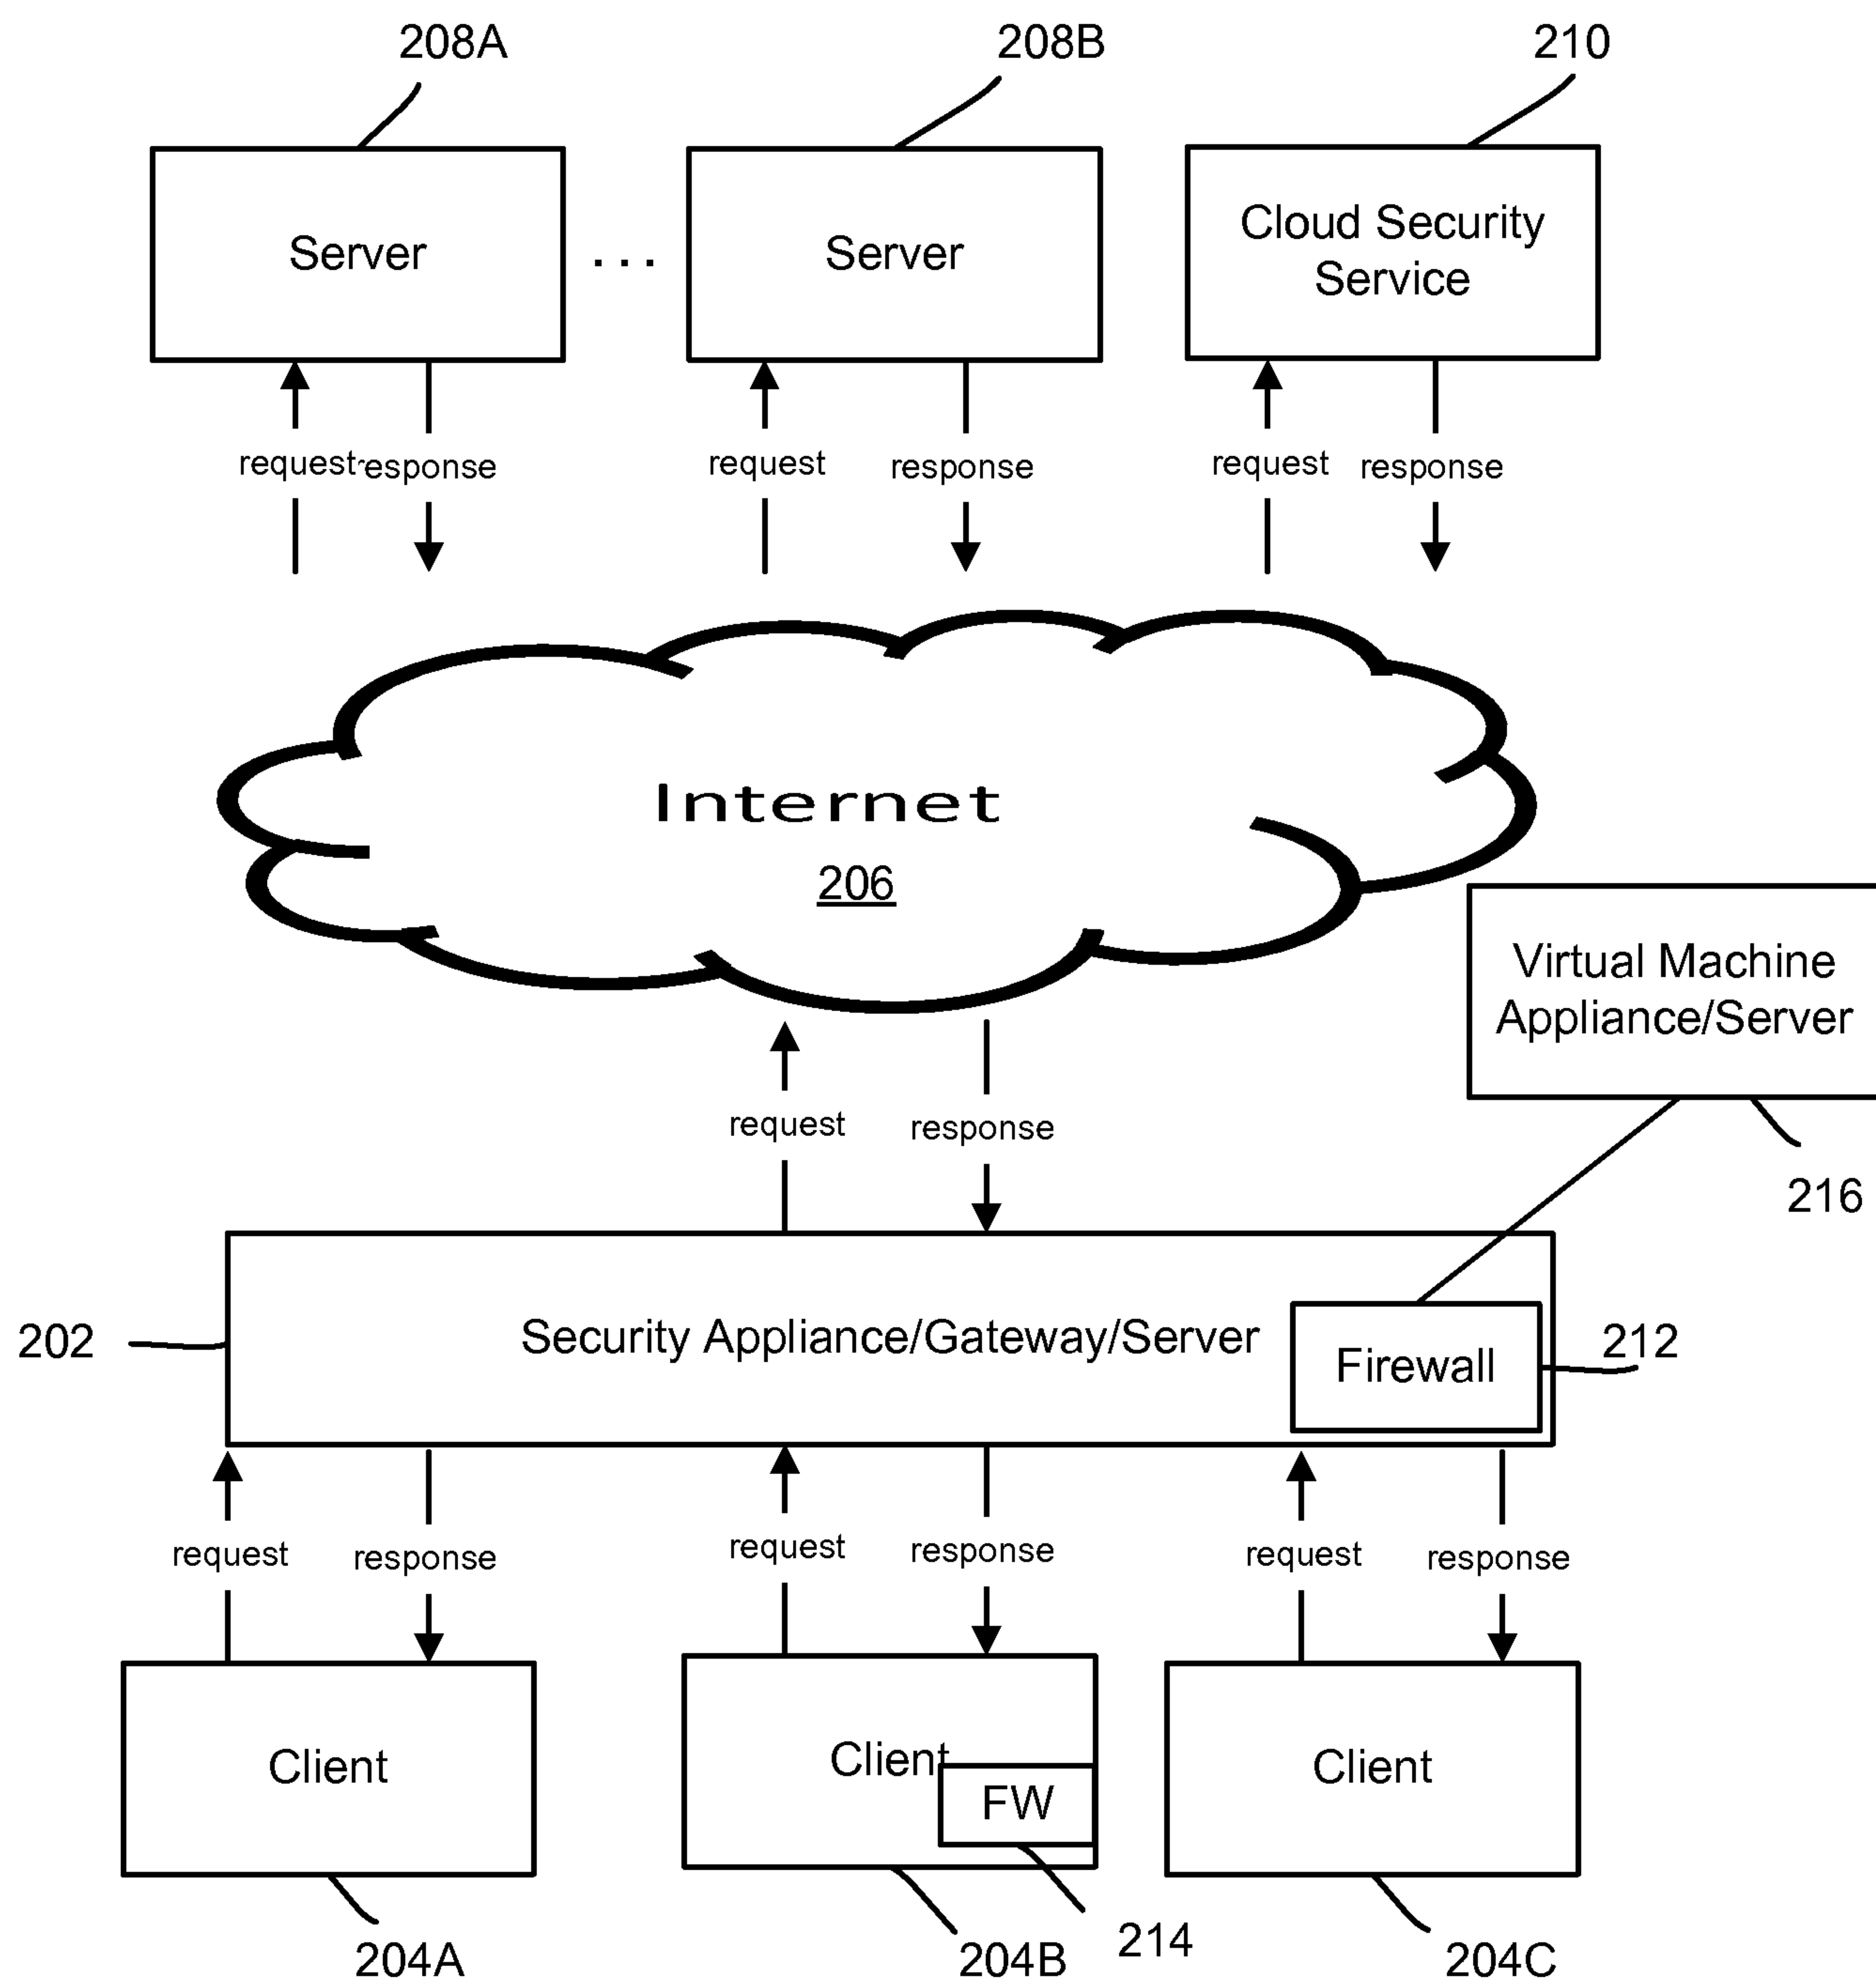 208A
208B
210
Server
. . .
Server
Cloud Security
Service
request
response
request
response
request
response
Internet
206
Virtual Machine
Appliance/Server
request
response
216
202
Security Appliance/Gateway/Server
Firewall
212
request
response
request
response
request
response
Client
Client
FW
Client
204A
204B
214
204C